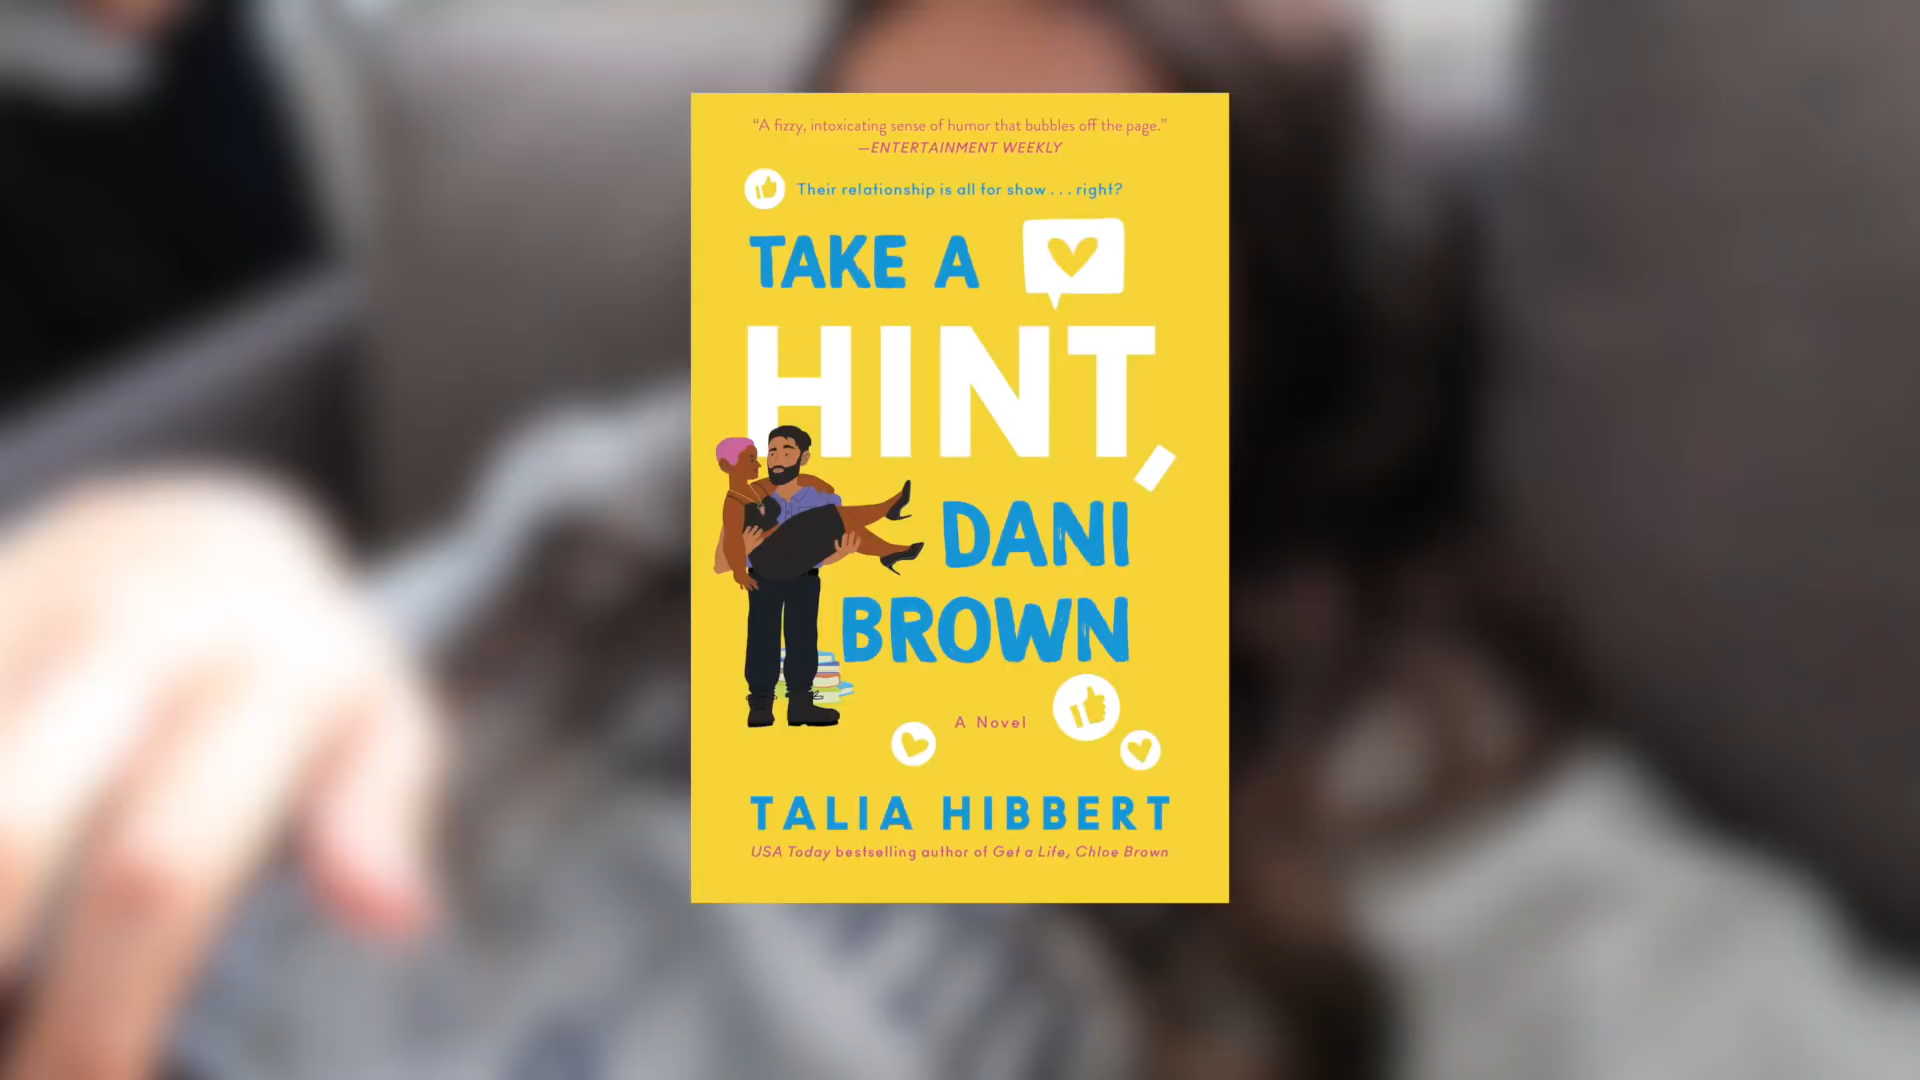 “A fizzy, intoxicating sense of humor that bubbles off the page.”
—ENTERTAINMENT WEEKLY
Their relationship is all for show . . . right?
TAKE A
HINT,
DANI
BROWN
A Novel
TALIA HIBBERT
USA Today bestselling author of Get a Life, Chloe Brown